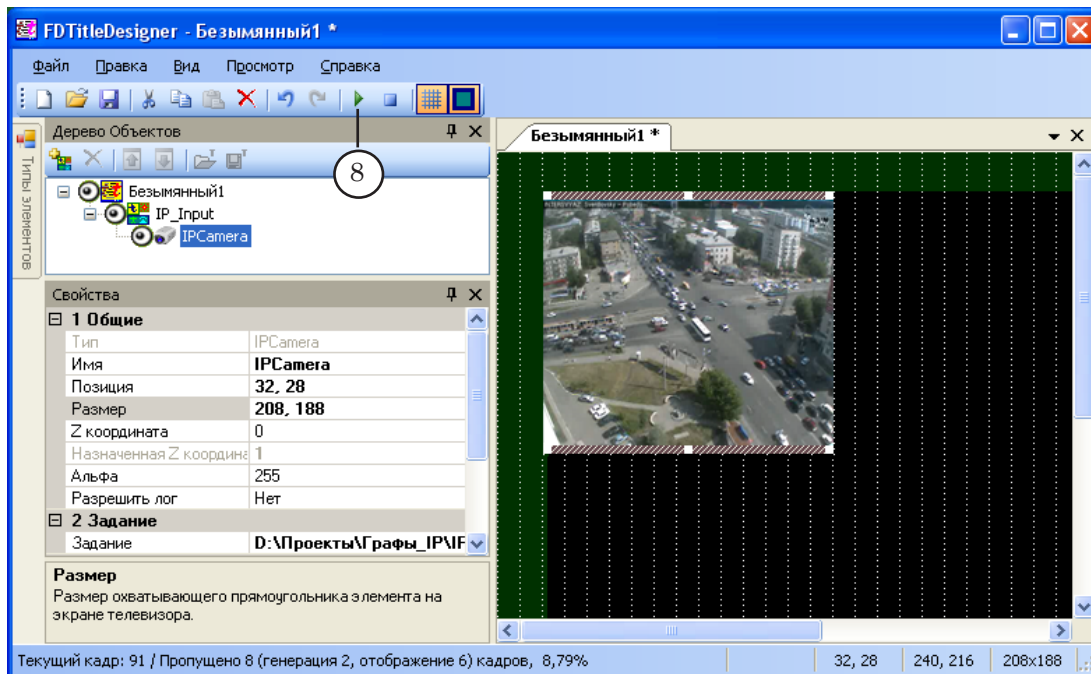 FDTitleDesigner - Безымянный1 *
Файл Правка Вид Просмотр Справка
8
Типы элементов
Дерево Объектов
Безымянный1
IP_Input
IPCamera
Свойства
1 Общие
Тип IPCamera
Имя IPCamera
Позиция 32, 28
Размер 208, 188
Z координата 0
Назначенная Z координа 1
Альфа 255
Разрешить лог Нет
2 Задание
Задание D:\Проекты\Графы_IP\IF
Размер
Размер охватывающего прямоугольника элемента на
экране телевизора.
Безымянный1 *
Текущий кадр: 91 / Пропущено 8 (генерация 2, отображение 6) кадров, 8,79%
32, 28 240, 216 208x188